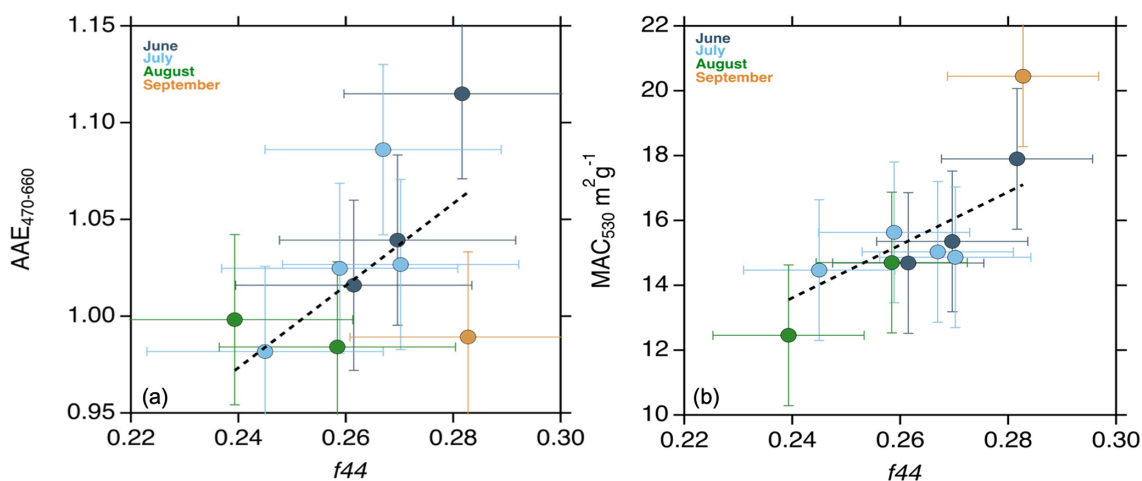 1.15
June
July
August
September
1.10
1.05
1.00
0.95
AAE470-660
(a)
0.22
0.24
0.26
0.28
0.30
f44
22
June
July
August
September
20
18
16
14
12
10
MAC530 m2g-1
(b)
0.22
0.24
0.26
0.28
0.30
f44